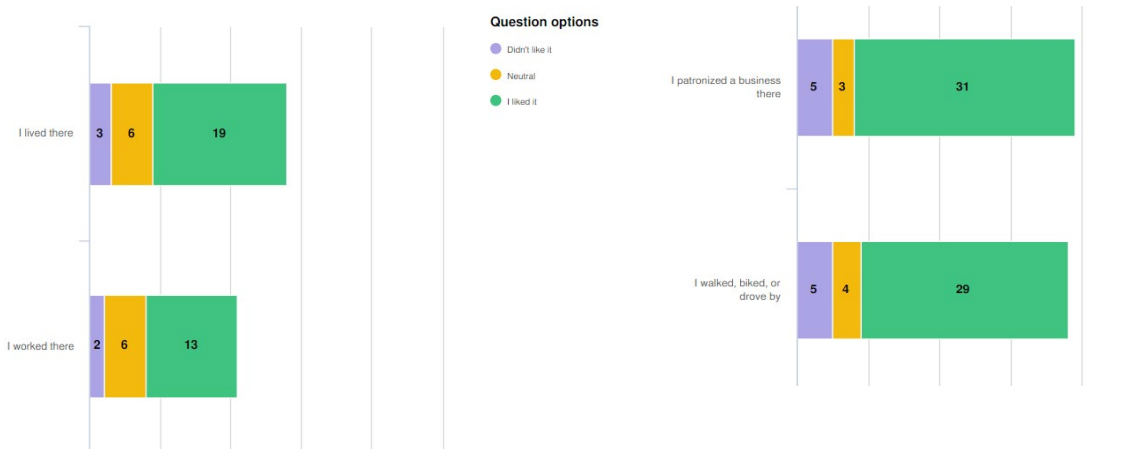 I lived there
3 6 19
I worked there
2 6 13
Question options
Didn't like it
Neutral
I liked it
I patronized a business
there
5 3 31
I walked, biked, or
drove by
5 4 29